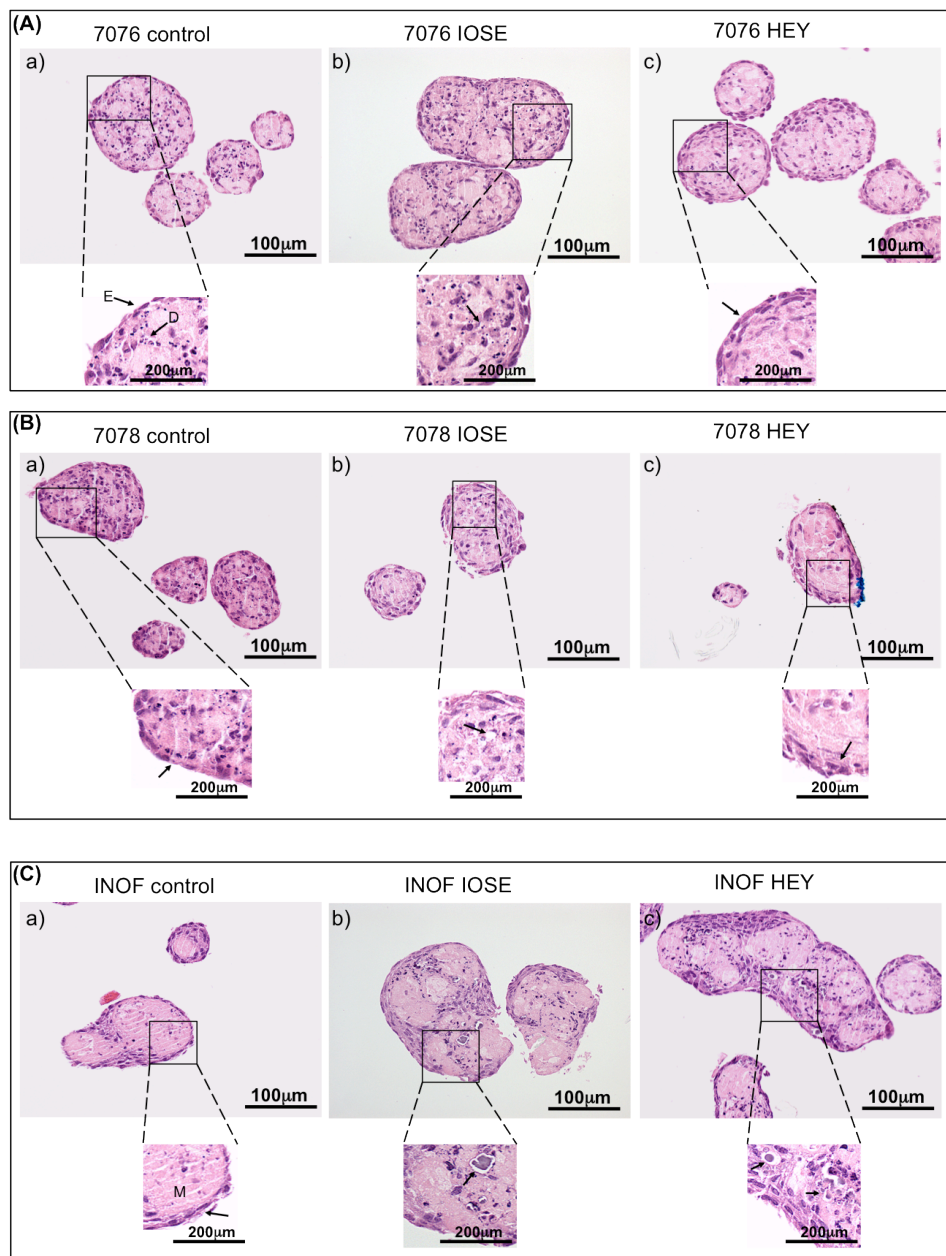 (A)
7076 control
7076 IOSE
7076 HEY
a)
b)
c)
100µm
100µm
100µm
E
D
200µm
200µm
200µm
(B)
7078 control
7078 IOSE
7078 HEY
a)
b)
c)
100µm
100µm
100µm
200µm
200µm
200µm
(C)
INOF control
INOF IOSE
INOF HEY
a)
b)
c)
100µm
100µm
100µm
M
200µm
200µm
200µm